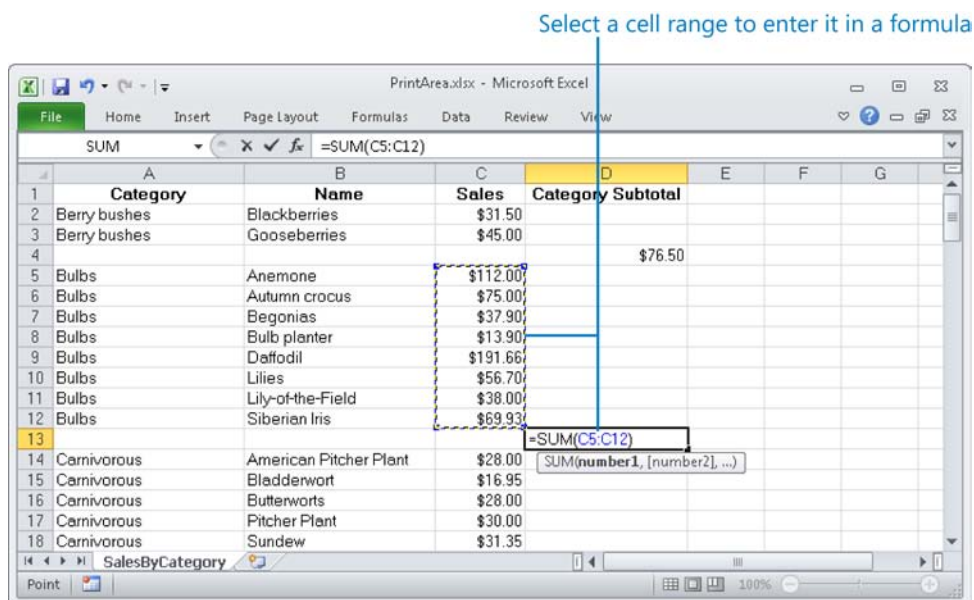 Select a cell range to enter it in a formula
PrintArea.xlsx - Microsoft Excel
File Home Insert Page Layout Formulas Data Review View
SUM fx =SUM(C5:C12)
A B C D E F G
1 Category Name Sales Category Subtotal
2 Berry bushes Blackberries $31.50
3 Berry bushes Gooseberries $45.00
4 $76.50
5 Bulbs Anemone $112.00
6 Bulbs Autumn crocus $75.00
7 Bulbs Begonias $37.90
8 Bulbs Bulb planter $13.90
9 Bulbs Daffodil $191.66
10 Bulbs Lilies $56.70
11 Bulbs Lily-of-the-Field $38.00
12 Bulbs Siberian Iris $69.93
13 =SUM(C5:C12)
14 Carnivorous American Pitcher Plant $28.00 SUM(number1, [number2], ...)
15 Carnivorous Bladderwort $16.95
16 Carnivorous Butterworts $28.00
17 Carnivorous Pitcher Plant $30.00
18 Carnivorous Sundew $31.35
SalesByCategory
Point 100%